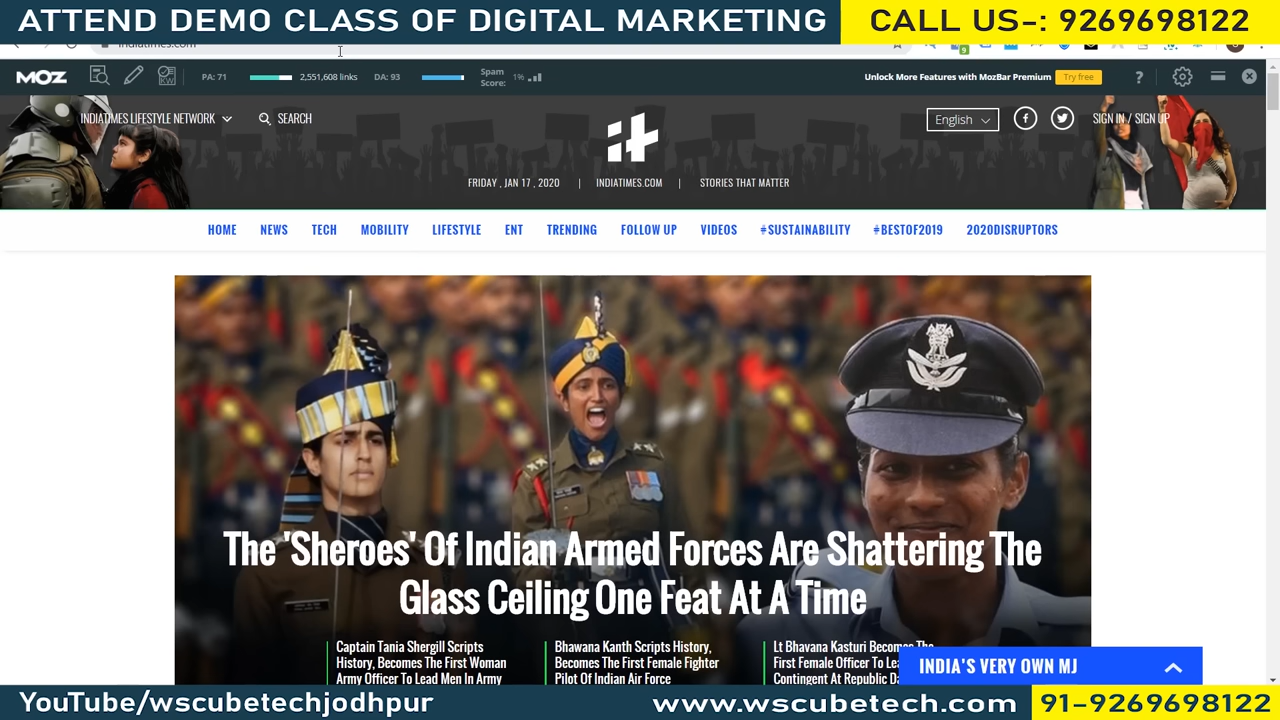 ATTEND DEMO CLASS OF DIGITAL MARKETING
CALL US-: 9269698122
indiatimes.com
MOZ
PA: 71
2,551,608 links
DA: 93
Spam
Score:
1%
Unlock More Features with MozBar Premium
Try free
?
INDIATIMES LIFESTYLE NETWORK
SEARCH
English
SIGN IN / SIGN UP
FRIDAY , JAN 17 , 2020 | INDIATIMES.COM | STORIES THAT MATTER
HOME NEWS TECH MOBILITY LIFESTYLE ENT TRENDING FOLLOW UP VIDEOS #SUSTAINABILITY #BESTOF2019 2020DISRUPTORS
The 'Sheroes' Of Indian Armed Forces Are Shattering The
Glass Ceiling One Feat At A Time
Captain Tania Shergill Scripts
History, Becomes The First Woman
Army Officer To Lead Men In Army
Bhawana Kanth Scripts History,
Becomes The First Female Fighter
Pilot Of Indian Air Force
Lt Bhavana Kasturi Becomes The
First Female Officer To
Contingent At Republic
INDIA'S VERY OWN MJ
YouTube/wscubetechjodhpur
www.wscubetech.com
91-9269698122